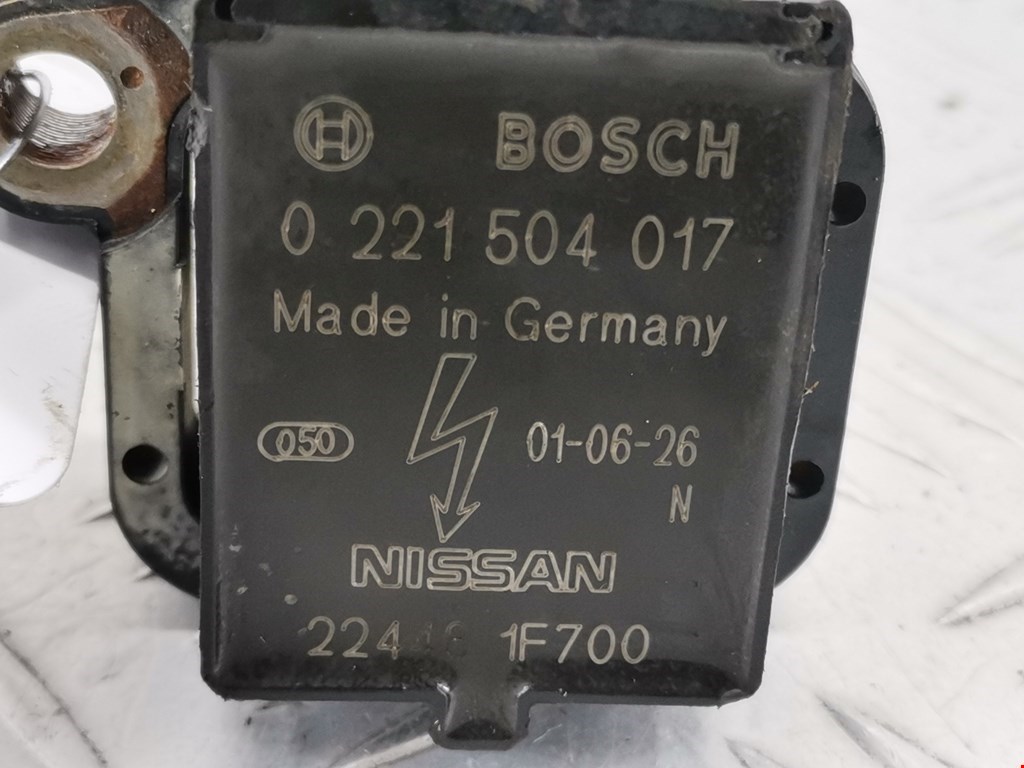 H BOSCH
0 221 504 017
Made in Germany
050 01-06-26
N
NISSAN
1F700